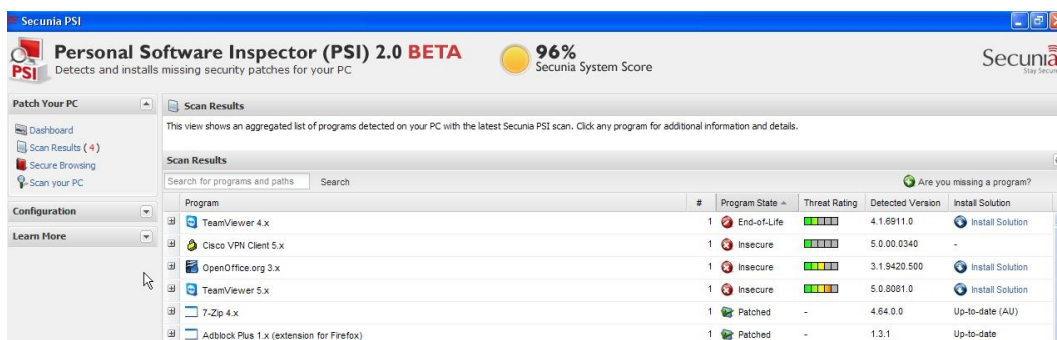 Secunia PSI
PSI
Personal Software Inspector (PSI) 2.0 BETA
Detects and installs missing security patches for your PC
96%
Secunia System Score
Secunia
Stay Secure
Patch Your PC
Dashboard
Scan Results ( 4 )
Secure Browsing
Scan your PC
Configuration
Learn More
Scan Results
This view shows an aggregated list of programs detected on your PC with the latest Secunia PSI scan. Click any program for additional information and details.
Scan Results
Search for programs and paths Search Are you missing a program?
Program # Program State Threat Rating Detected Version Install Solution
TeamViewer 4.x 1 End-of-Life 4.1.6911.0 Install Solution
Cisco VPN Client 5.x 1 Insecure 5.0.00.0340 -
OpenOffice.org 3.x 1 Insecure 3.1.9420.500 Install Solution
TeamViewer 5.x 1 Insecure 5.0.8081.0 Install Solution
7-Zip 4.x 1 Patched - 4.64.0.0 Up-to-date (AU)
Adblock Plus 1.x (extension for Firefox) 1 Patched - 1.3.1 Up-to-date